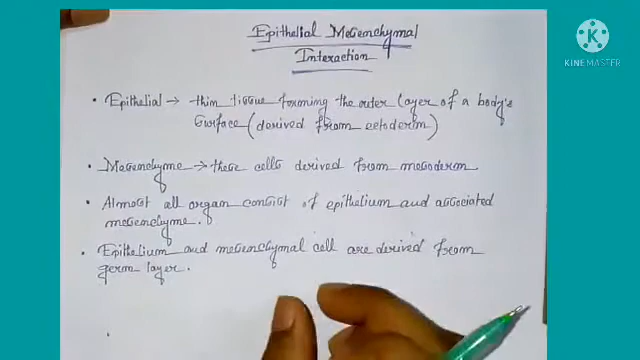 Epithelial Mesenchymal
Interaction
• Epithelial → thin tissue forming the outer layer of a body's
surface (derived from ectoderm)
• Mesenchyme → these cells derived from mesoderm.
• Almost all organ consist of epithelium and associated
mesenchyme.
• Epithelium and mesenchymal cell are derived from
germ layer.
KINEMASTER